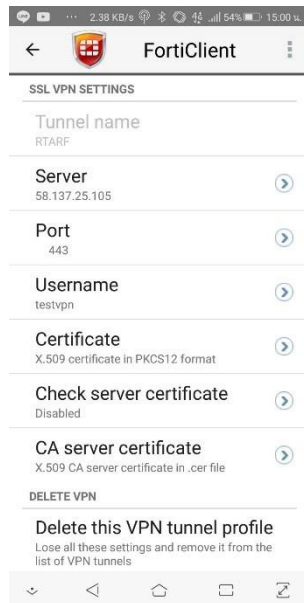 ... 2.38 KB/s 54% 15:00 น.
FortiClient
SSL VPN SETTINGS
Tunnel name
RTARF
Server
58.137.25.105
Port
443
Username
testvpn
Certificate
X.509 certificate in PKCS12 format
Check server certificate
Disabled
CA server certificate
X.509 CA server certificate in .cer file
DELETE VPN
Delete this VPN tunnel profile
Lose all these settings and remove it from the
list of VPN tunnels